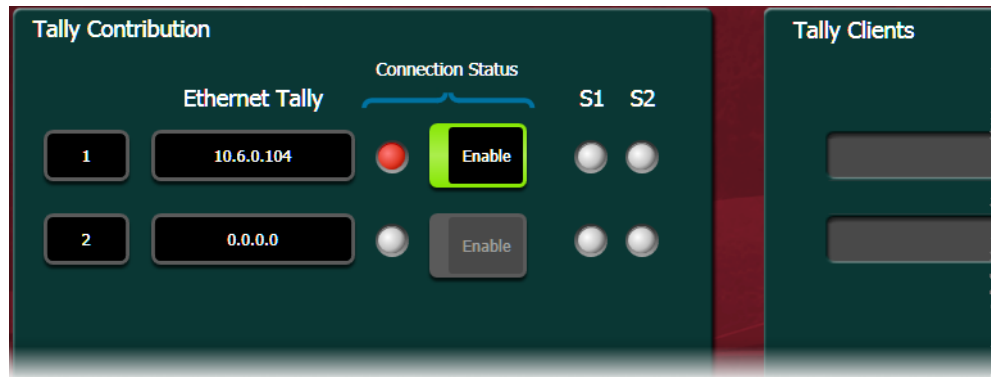 Tally Contribution
Tally Clients
Connection Status
Ethernet Tally
S1 S2
1 10.6.0.104 Enable
2 0.0.0.0 Enable